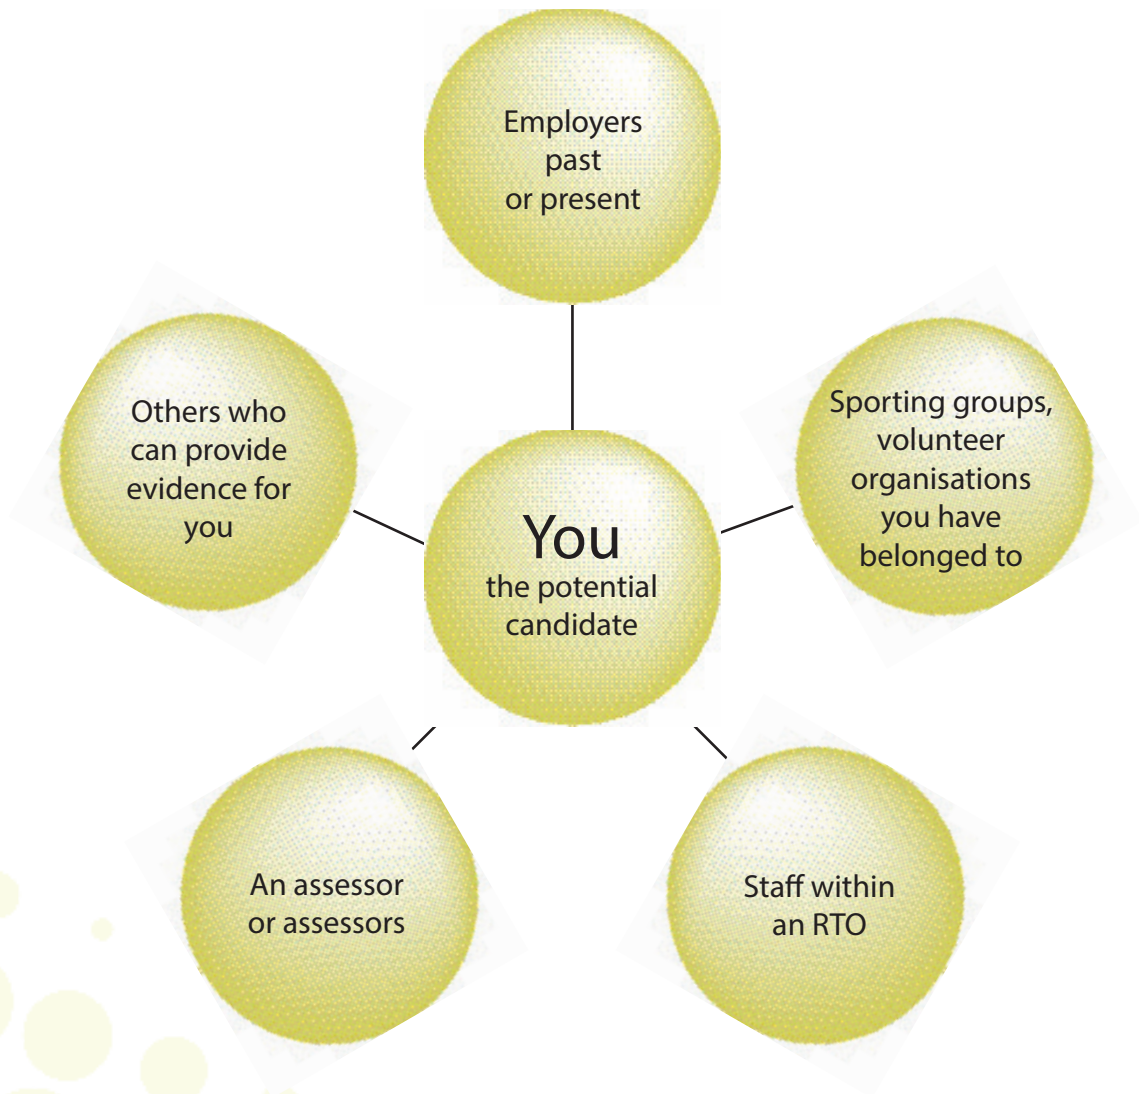 Employers
past
or present
Others who
can provide
evidence for
you
Sporting groups,
volunteer
organisations
you have
belonged to
You
the potential
candidate
An assessor
or assessors
Staff within
an RTO